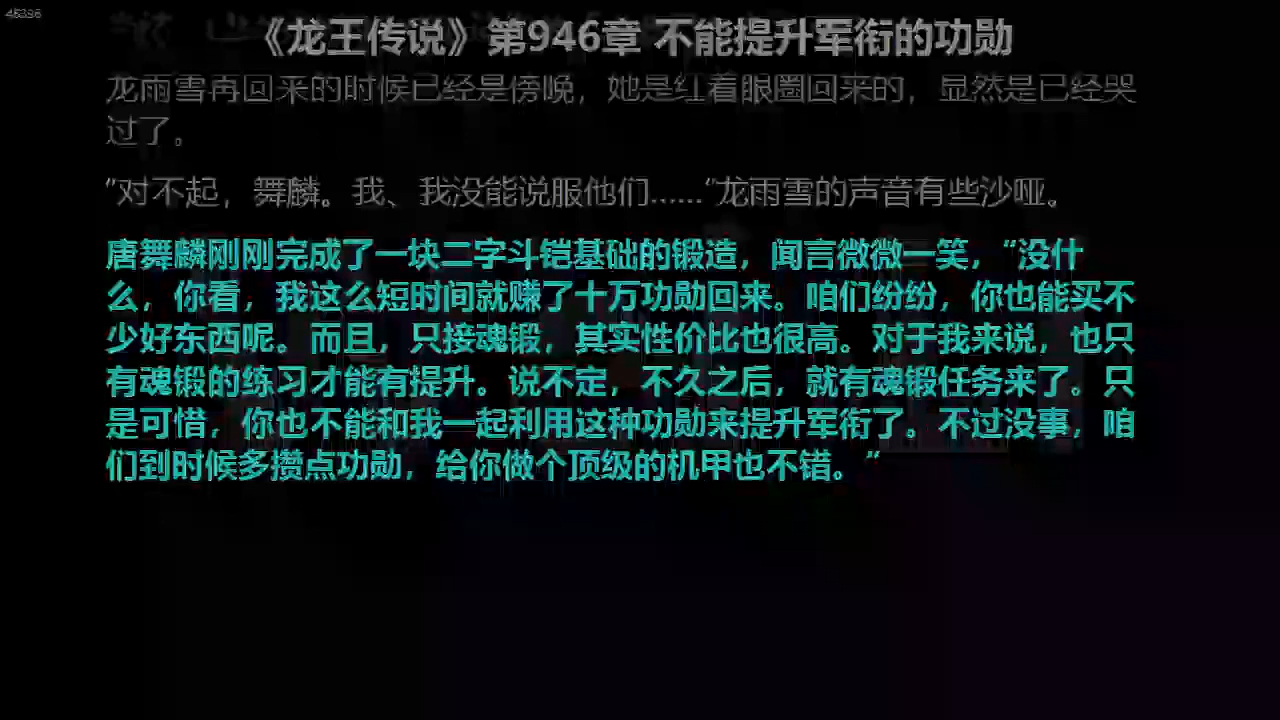 《龙王传说》第946章 不能提升军衔的功勋
龙雨雪再回来的时候已经是傍晚，她是红着眼圈回来的，显然是已经哭
过了。
“对不起，舞麟。我、我没能说服他们……”龙雨雪的声音有些沙哑。
唐舞麟刚刚完成了一块二字斗铠基础的锻造，闻言微微一笑，“没什
么，你看，我这么短时间就赚了十万功勋回来。咱们纷纷，你也能买不
少好东西呢。而且，只接魂锻，其实性价比也很高。对于我来说，也只
有魂锻的练习才能有提升。说不定，不久之后，就有魂锻任务来了。只
是可惜，你也不能和我一起利用这种功勋来提升军衔了。不过没事，咱
们到时候多攒点功勋，给你做个顶级的机甲也不错。”